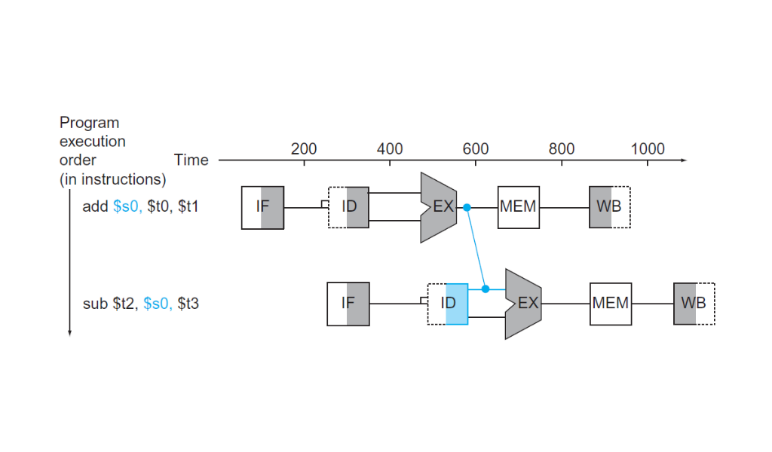 Program
execution
order
(in instructions)
Time
200 400 600 800 1000
add $s0, $t0, $t1
IF ID EX MEM WB
sub $t2, $s0, $t3
IF ID EX MEM WB